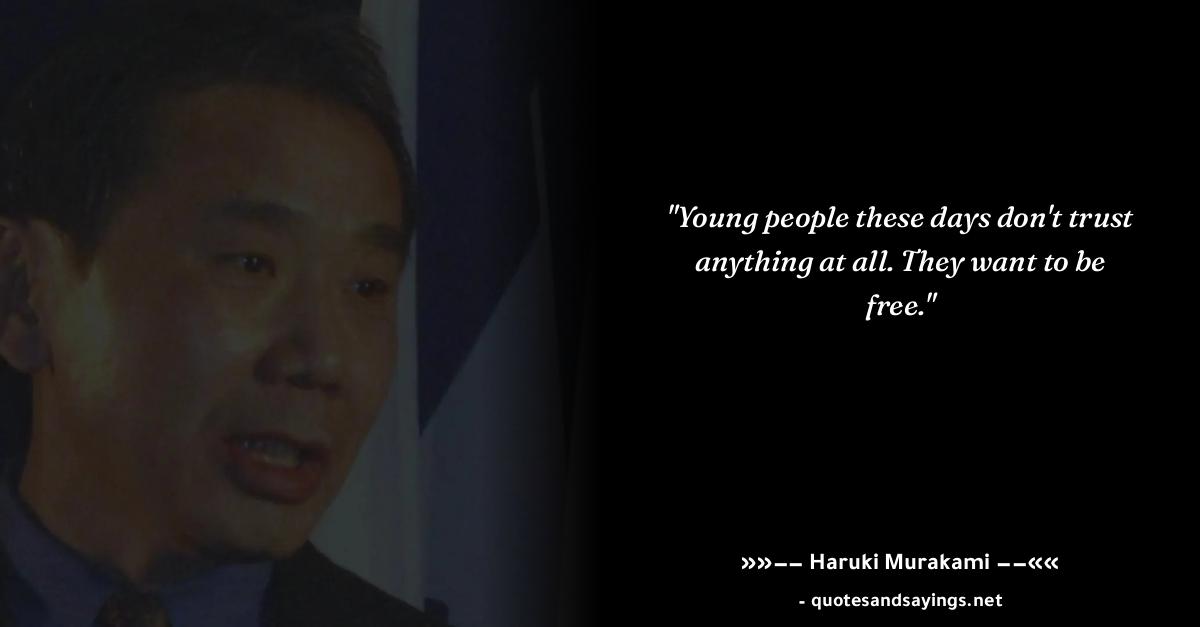 "Young people these days don't trust
anything at all. They want to be
free."
»»–– Haruki Murakami ––««
- quotesandsayings.net